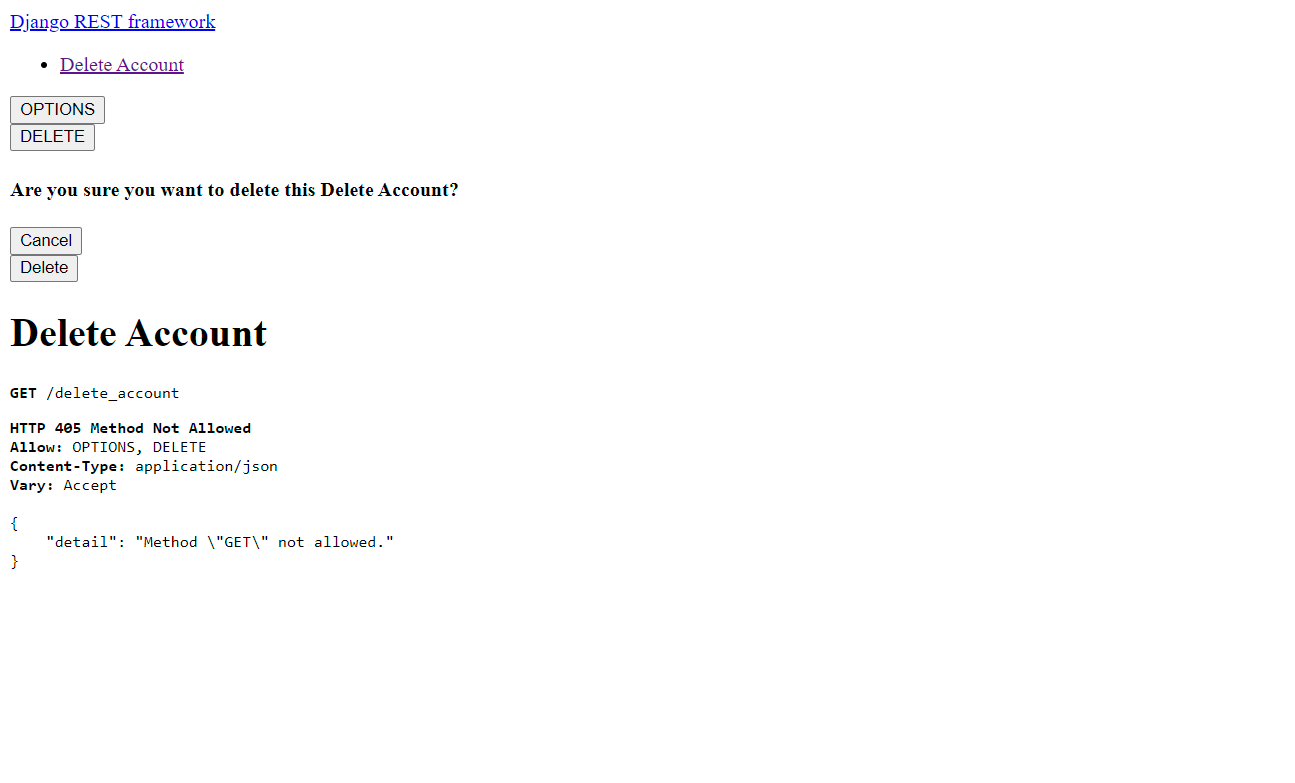 Django REST framework
Delete Account
OPTIONS
DELETE
Are you sure you want to delete this Delete Account?
Cancel
Delete
Delete Account
GET /delete_account
HTTP 405 Method Not Allowed
Allow: OPTIONS, DELETE
Content-Type: application/json
Vary: Accept
{
    "detail": "Method \"GET\" not allowed."
}